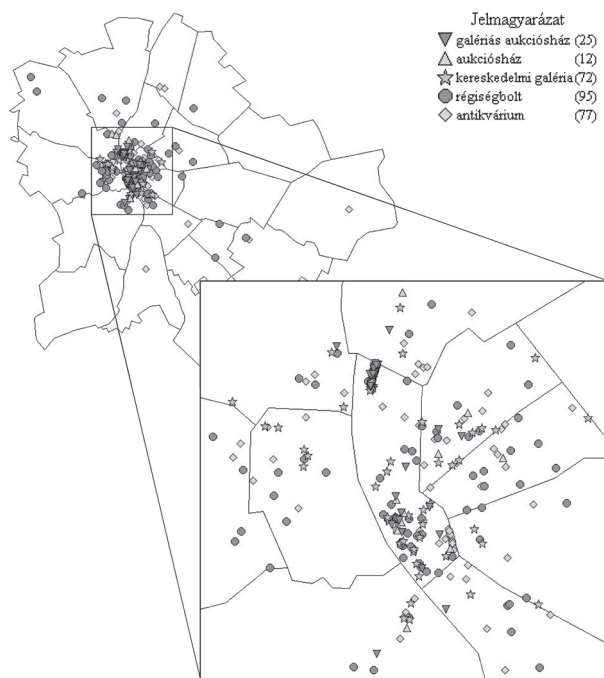 Jelmagyarázat
galériás aukciósház (25)
aukciósház (12)
kereskedelmi galéria (72)
régiségbolt (95)
antikvárium (77)